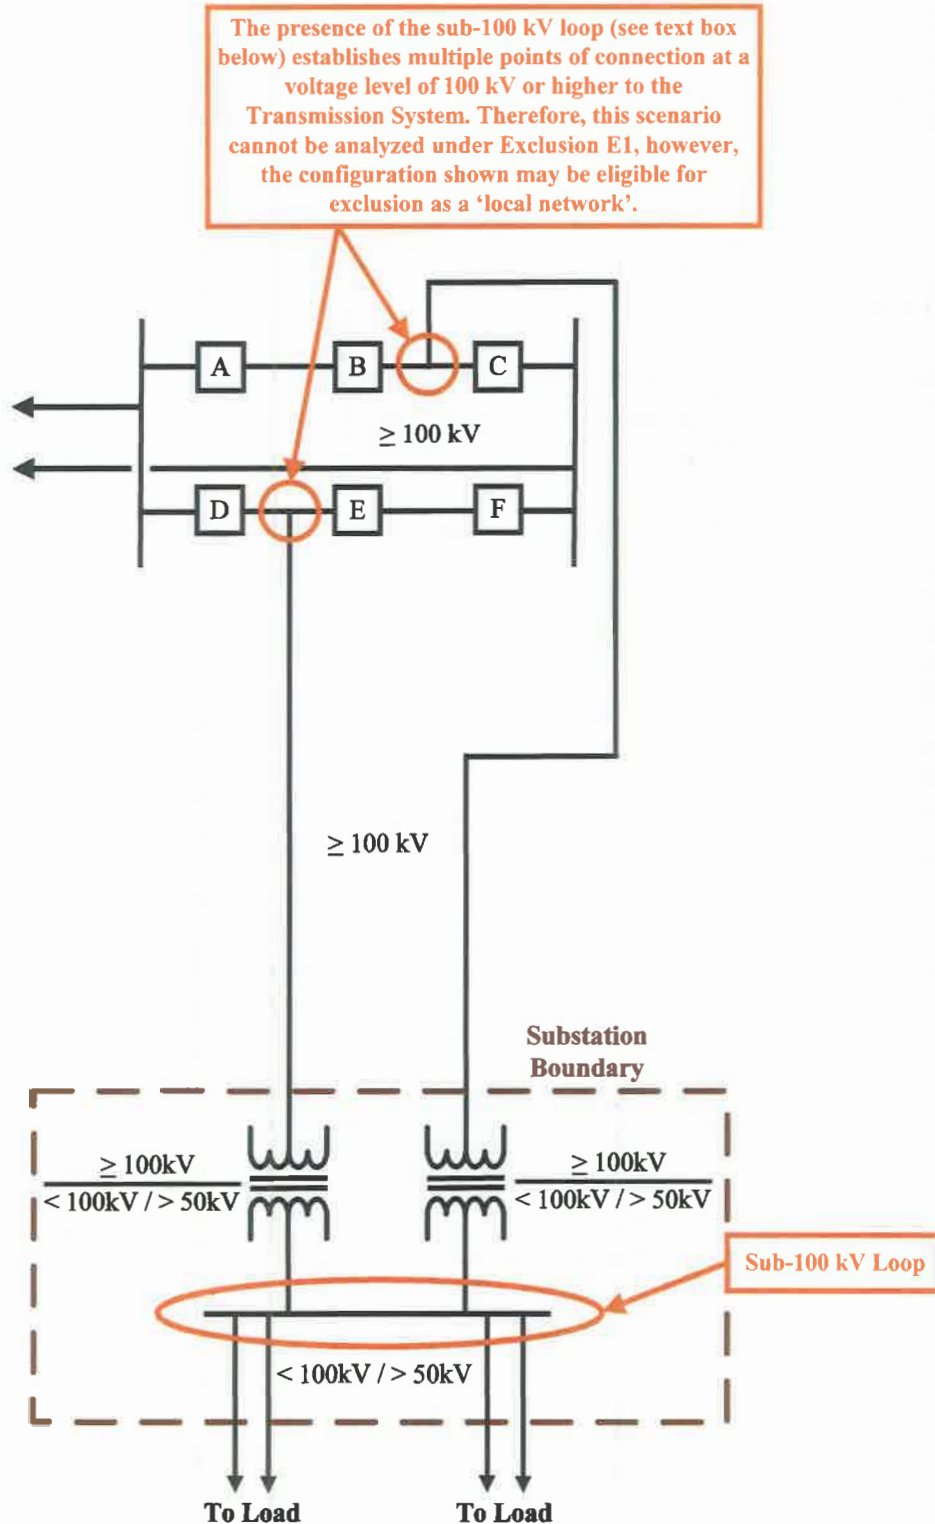 The presence of the sub-100 kV loop (see text box
below) establishes multiple points of connection at a
voltage level of 100 kV or higher to the
Transmission System. Therefore, this scenario
cannot be analyzed under Exclusion E1, however,
the configuration shown may be eligible for
exclusion as a ‘local network’.
A
B
C
≥ 100 kV
D
E
F
≥ 100 kV
Substation
Boundary
≥ 100kV
< 100kV / > 50kV
≥ 100kV
< 100kV / > 50kV
Sub-100 kV Loop
< 100kV / > 50kV
To Load
To Load